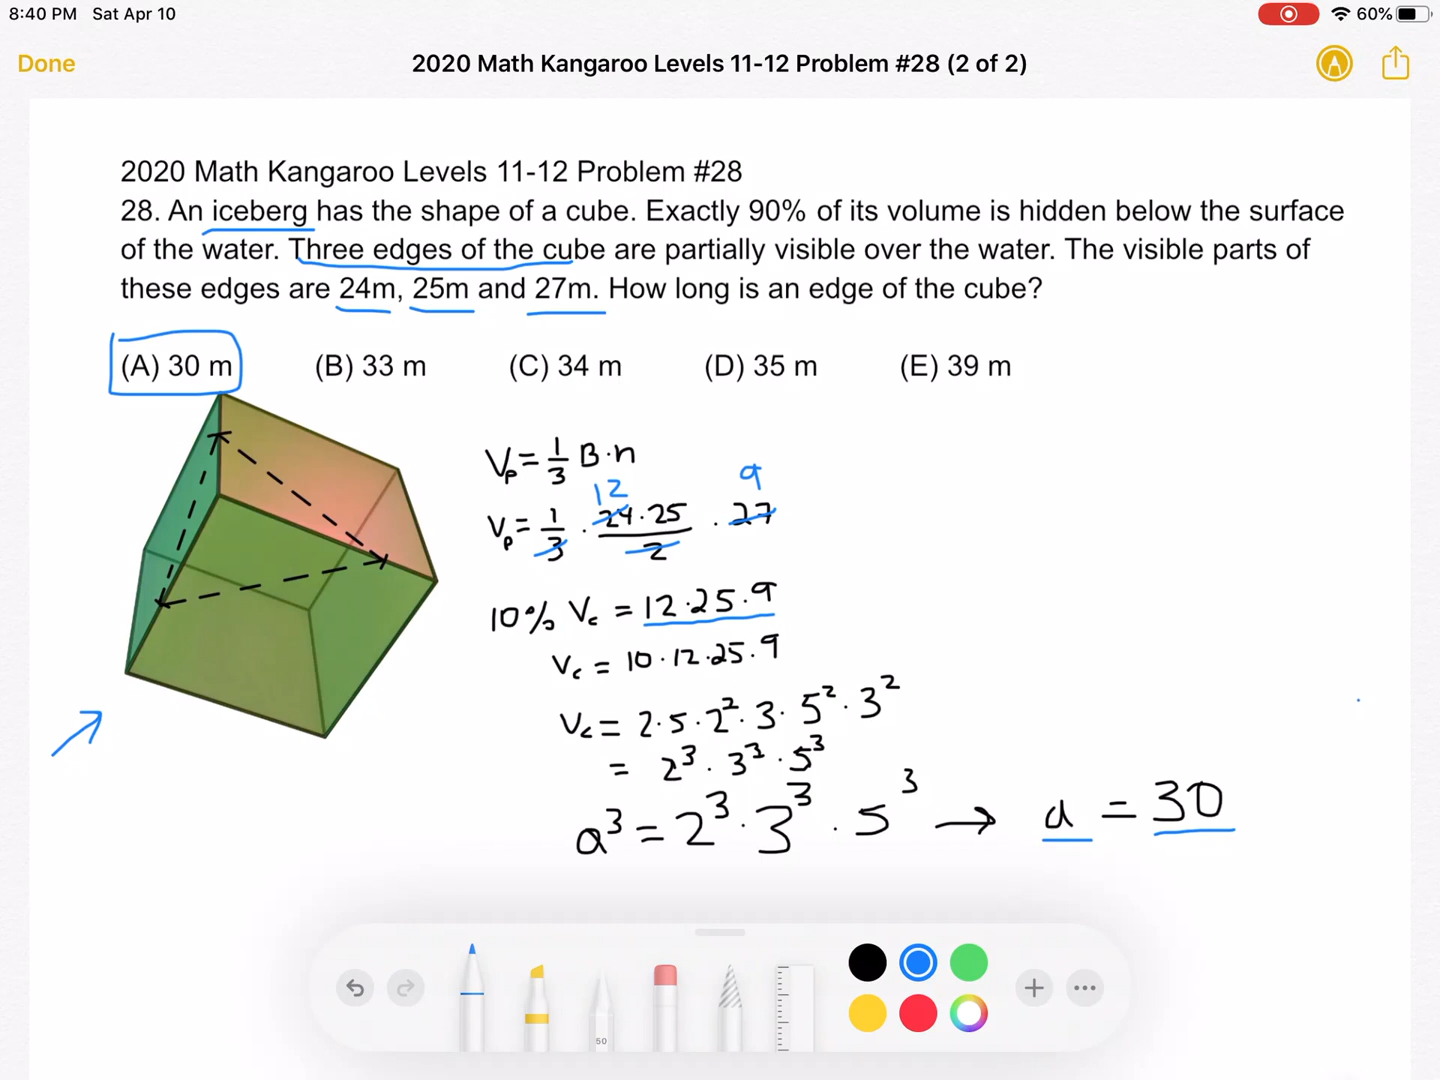 8:40 PM Sat Apr 10 60%
Done 2020 Math Kangaroo Levels 11-12 Problem #28 (2 of 2)
2020 Math Kangaroo Levels 11-12 Problem #28
28. An iceberg has the shape of a cube. Exactly 90% of its volume is hidden below the surface
of the water. Three edges of the cube are partially visible over the water. The visible parts of
these edges are 24m, 25m and 27m. How long is an edge of the cube?
(A) 30 m (B) 33 m (C) 34 m (D) 35 m (E) 39 m
Vₚ = 1/3 B·h
12 9
Vₚ = 1/3 · 24·25/2 · 27
10% V꜀ = 12·25·9
V꜀ = 10·12·25·9
V꜀ = 2·5·2²·3·5²·3²
= 2³·3³·5³
a³ = 2³·3³·5³ → a = 30
50